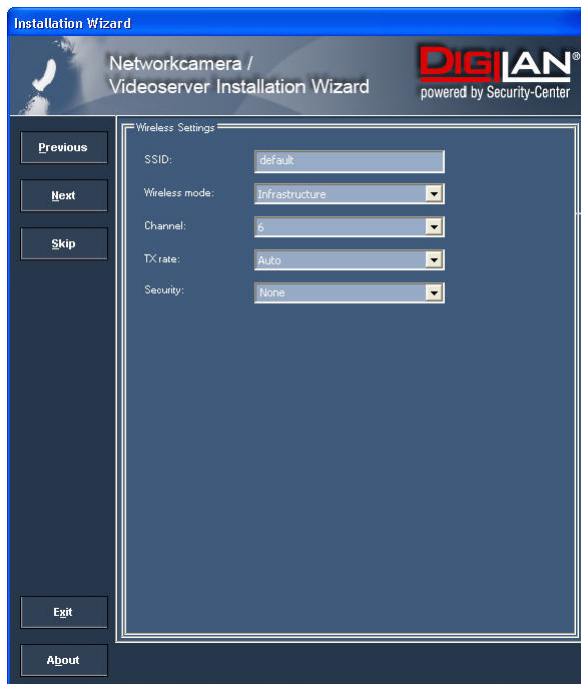 Installation Wizard
Networkcamera /
Videoserver Installation Wizard
DIGILAN®
powered by Security-Center
Previous
Next
Skip
Wireless Settings
SSID: default
Wireless mode: Infrastructure
Channel: 6
TX rate: Auto
Security: None
Exit
About